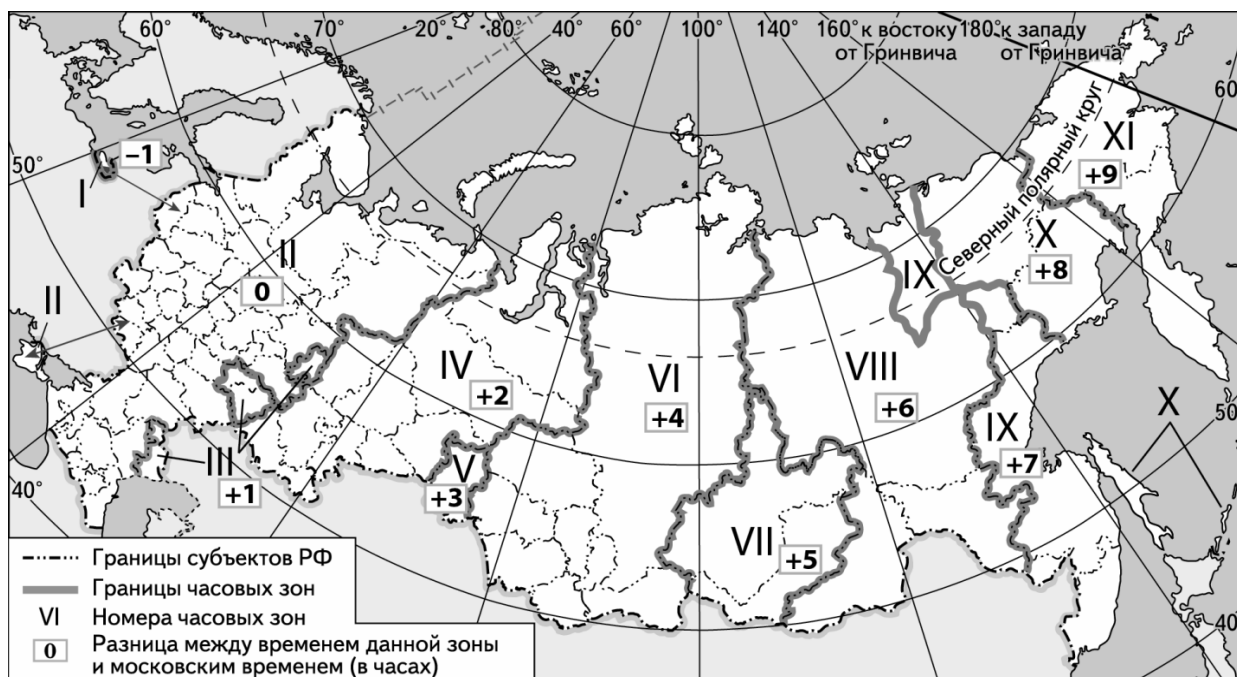 60° 70° 20° 80° 40° 60° 100° 140° 160° к востоку от Гринвича 180° к западу от Гринвича
60
50°
40°
50
40
Северный полярный круг
I
−1
II
II
0
III
+1
IV
+2
V
+3
VI
+4
VII
+5
VIII
+6
IX
IX
+7
X
+8
X
XI
+9
Границы субъектов РФ
Границы часовых зон
VI Номера часовых зон
0 Разница между временем данной зоны
и московским временем (в часах)